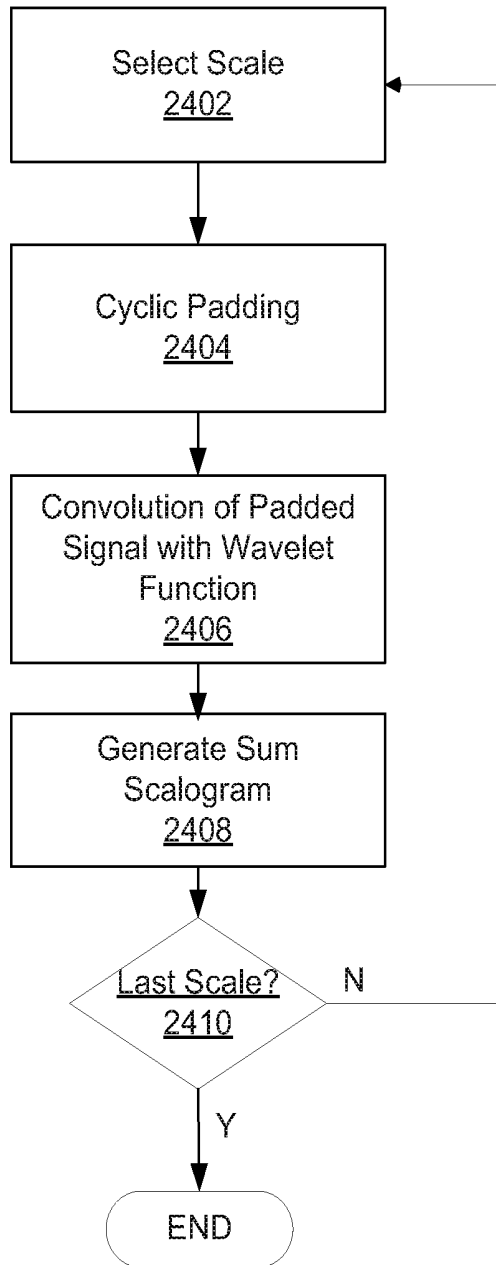 Select Scale
2402
Cyclic Padding
2404
Convolution of Padded
Signal with Wavelet
Function
2406
Generate Sum
Scalogram
2408
Last Scale?
2410
N
Y
END